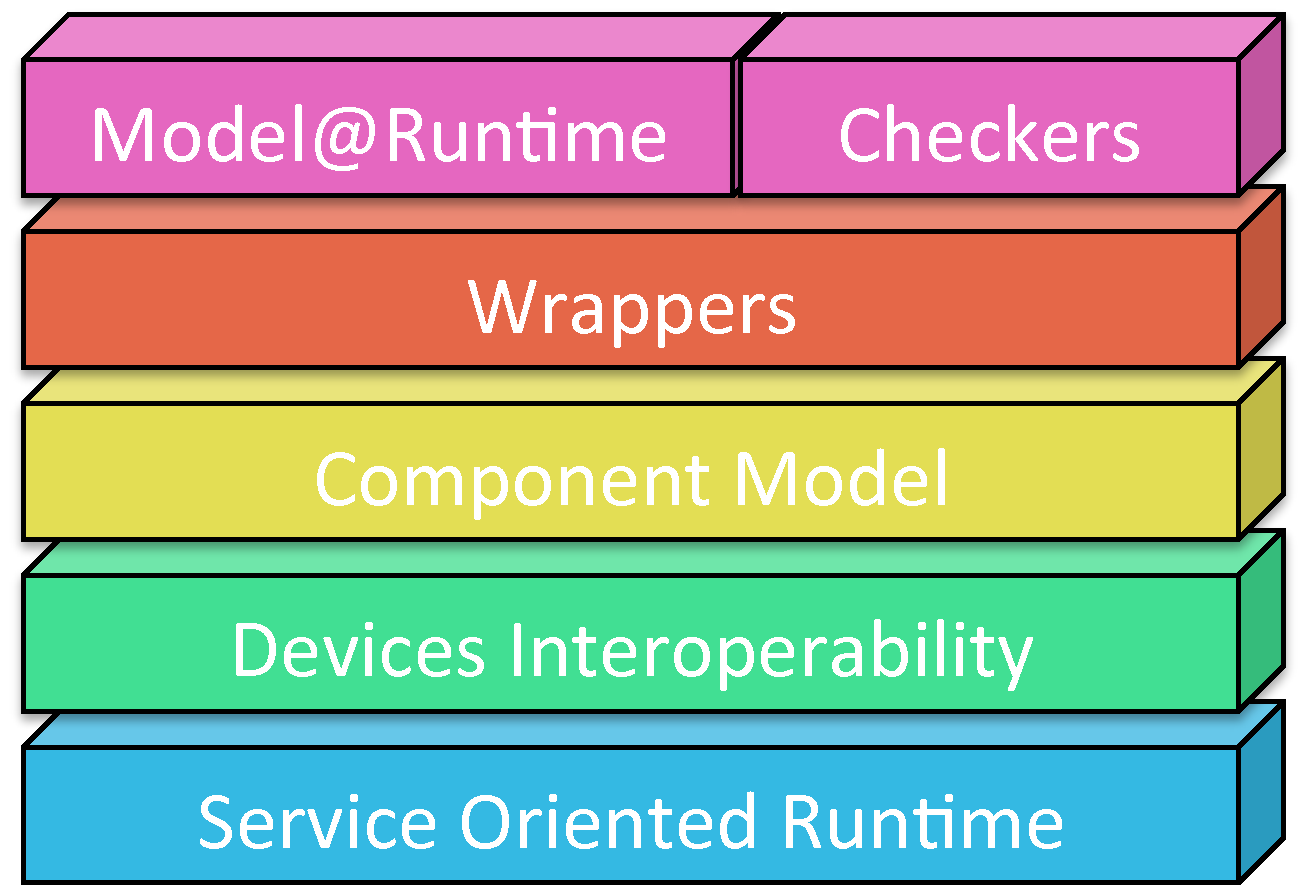 Model@Runtime
Checkers
Wrappers
Component Model
Devices Interoperability
Service Oriented Runtime